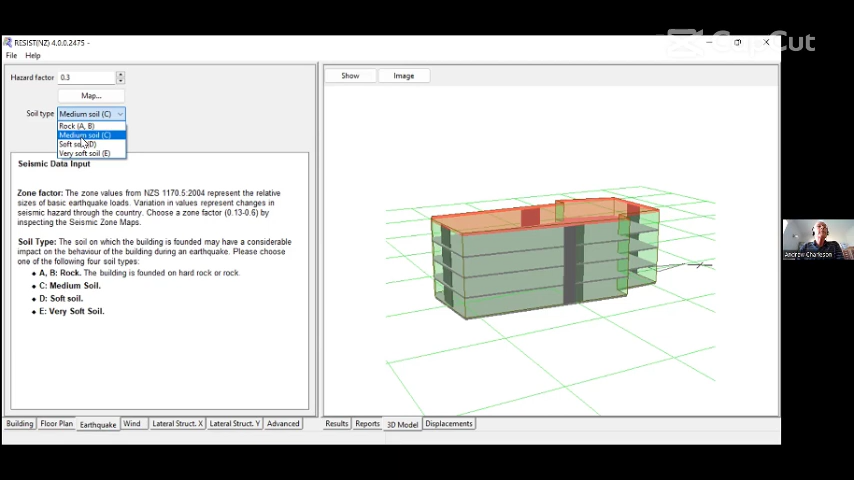 RESIST(NZ) 4.0.0.2475 -
CapCut
File Help
Hazard factor 0.3
Map...
Show Image
Soil type Medium soil (C)
Rock (A, B)
Medium soil (C)
Soft soil (D)
Very soft soil (E)
Seismic Data Input
Zone factor: The zone values from NZS 1170.5:2004 represent the relative
sizes of basic earthquake loads. Variation in values represent changes in
seismic hazard through the country. Choose a zone factor (0.13-0.6) by
inspecting the Seismic Zone Maps.
Soil Type: The soil on which the building is founded may have a considerable
impact on the behaviour of the building during an earthquake. Please choose
one of the following four soil types:
A, B: Rock. The building is founded on hard rock or rock.
C: Medium Soil.
D: Soft soil.
E: Very Soft Soil.
Andrew Charleson
Building Floor Plan Earthquake Wind Lateral Struct. X Lateral Struct. Y Advanced
Results Reports 3D Model Displacements